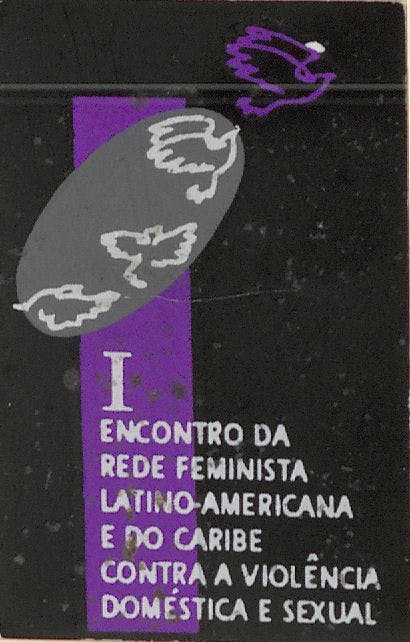 I
ENCONTRO DA
REDE FEMINISTA
LATINO-AMERICANA
E DO CARIBE
CONTRA A VIOLÊNCIA
DOMÉSTICA E SEXUAL